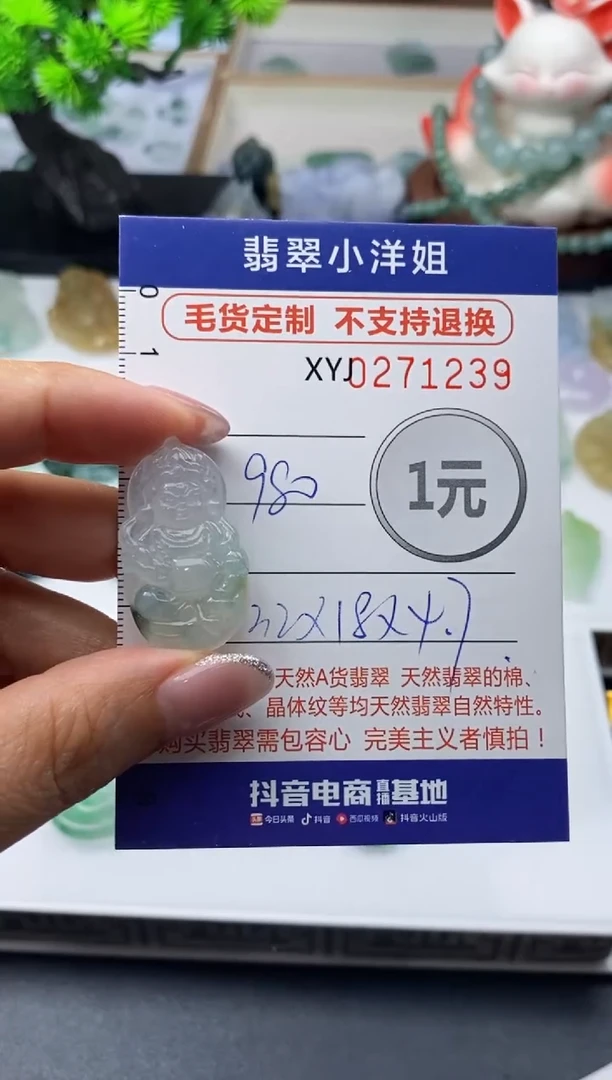 翡翠小洋姐
0
毛货定制 不支持退换
1
XYJ0271239
980
1元
22X18X4.7
天然A货翡翠 天然翡翠的棉、
、晶体纹等均天然翡翠自然特性。
购买翡翠需包容心 完美主义者慎拍！
抖音电商直播基地
今日头条 抖音 西瓜视频 抖音火山版